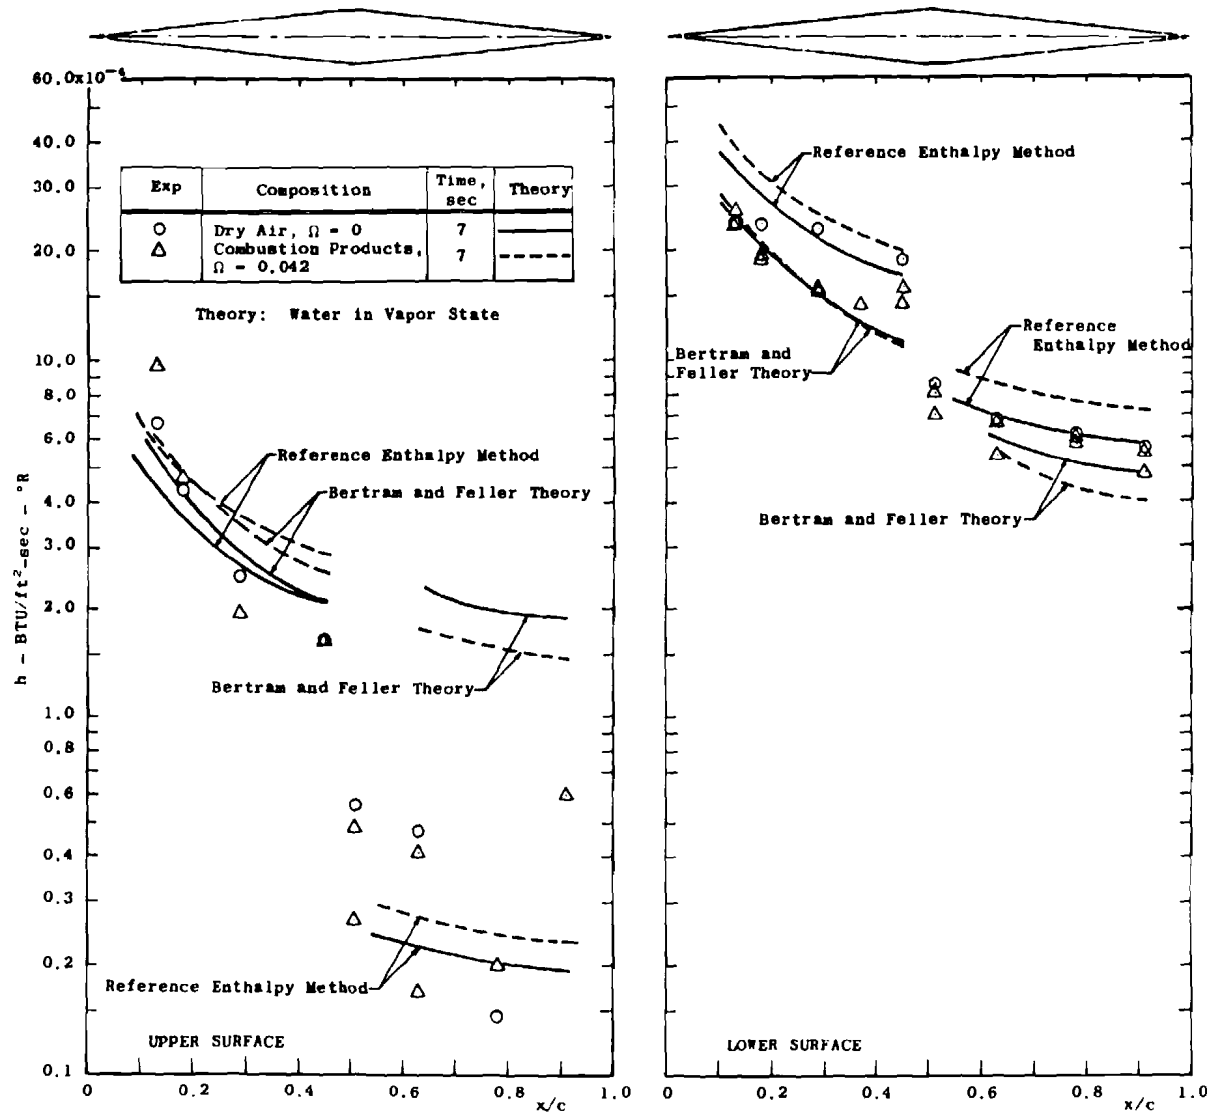 60.0x10⁻⁴
40.0
30.0
20.0
10.0
8.0
6.0
4.0
3.0
2.0
1.0
0.8
0.6
0.4
0.3
0.2
0.1
h - BTU/ft²-sec - °R
Exp Composition Time, sec Theory
○ Dry Air, Ω = 0 7
△ Combustion Products, Ω = 0.042 7
Theory: Water in Vapor State
Reference Enthalpy Method
Bertram and Feller Theory
Bertram and Feller Theory
Reference Enthalpy Method
UPPER SURFACE
0 0.2 0.4 0.6 0.8 1.0
x/c
Reference Enthalpy Method
Bertram and
Feller Theory
Reference
Enthalpy Method
Bertram and Feller Theory
LOWER SURFACE
0 0.2 0.4 0.6 0.8 1.0
x/c